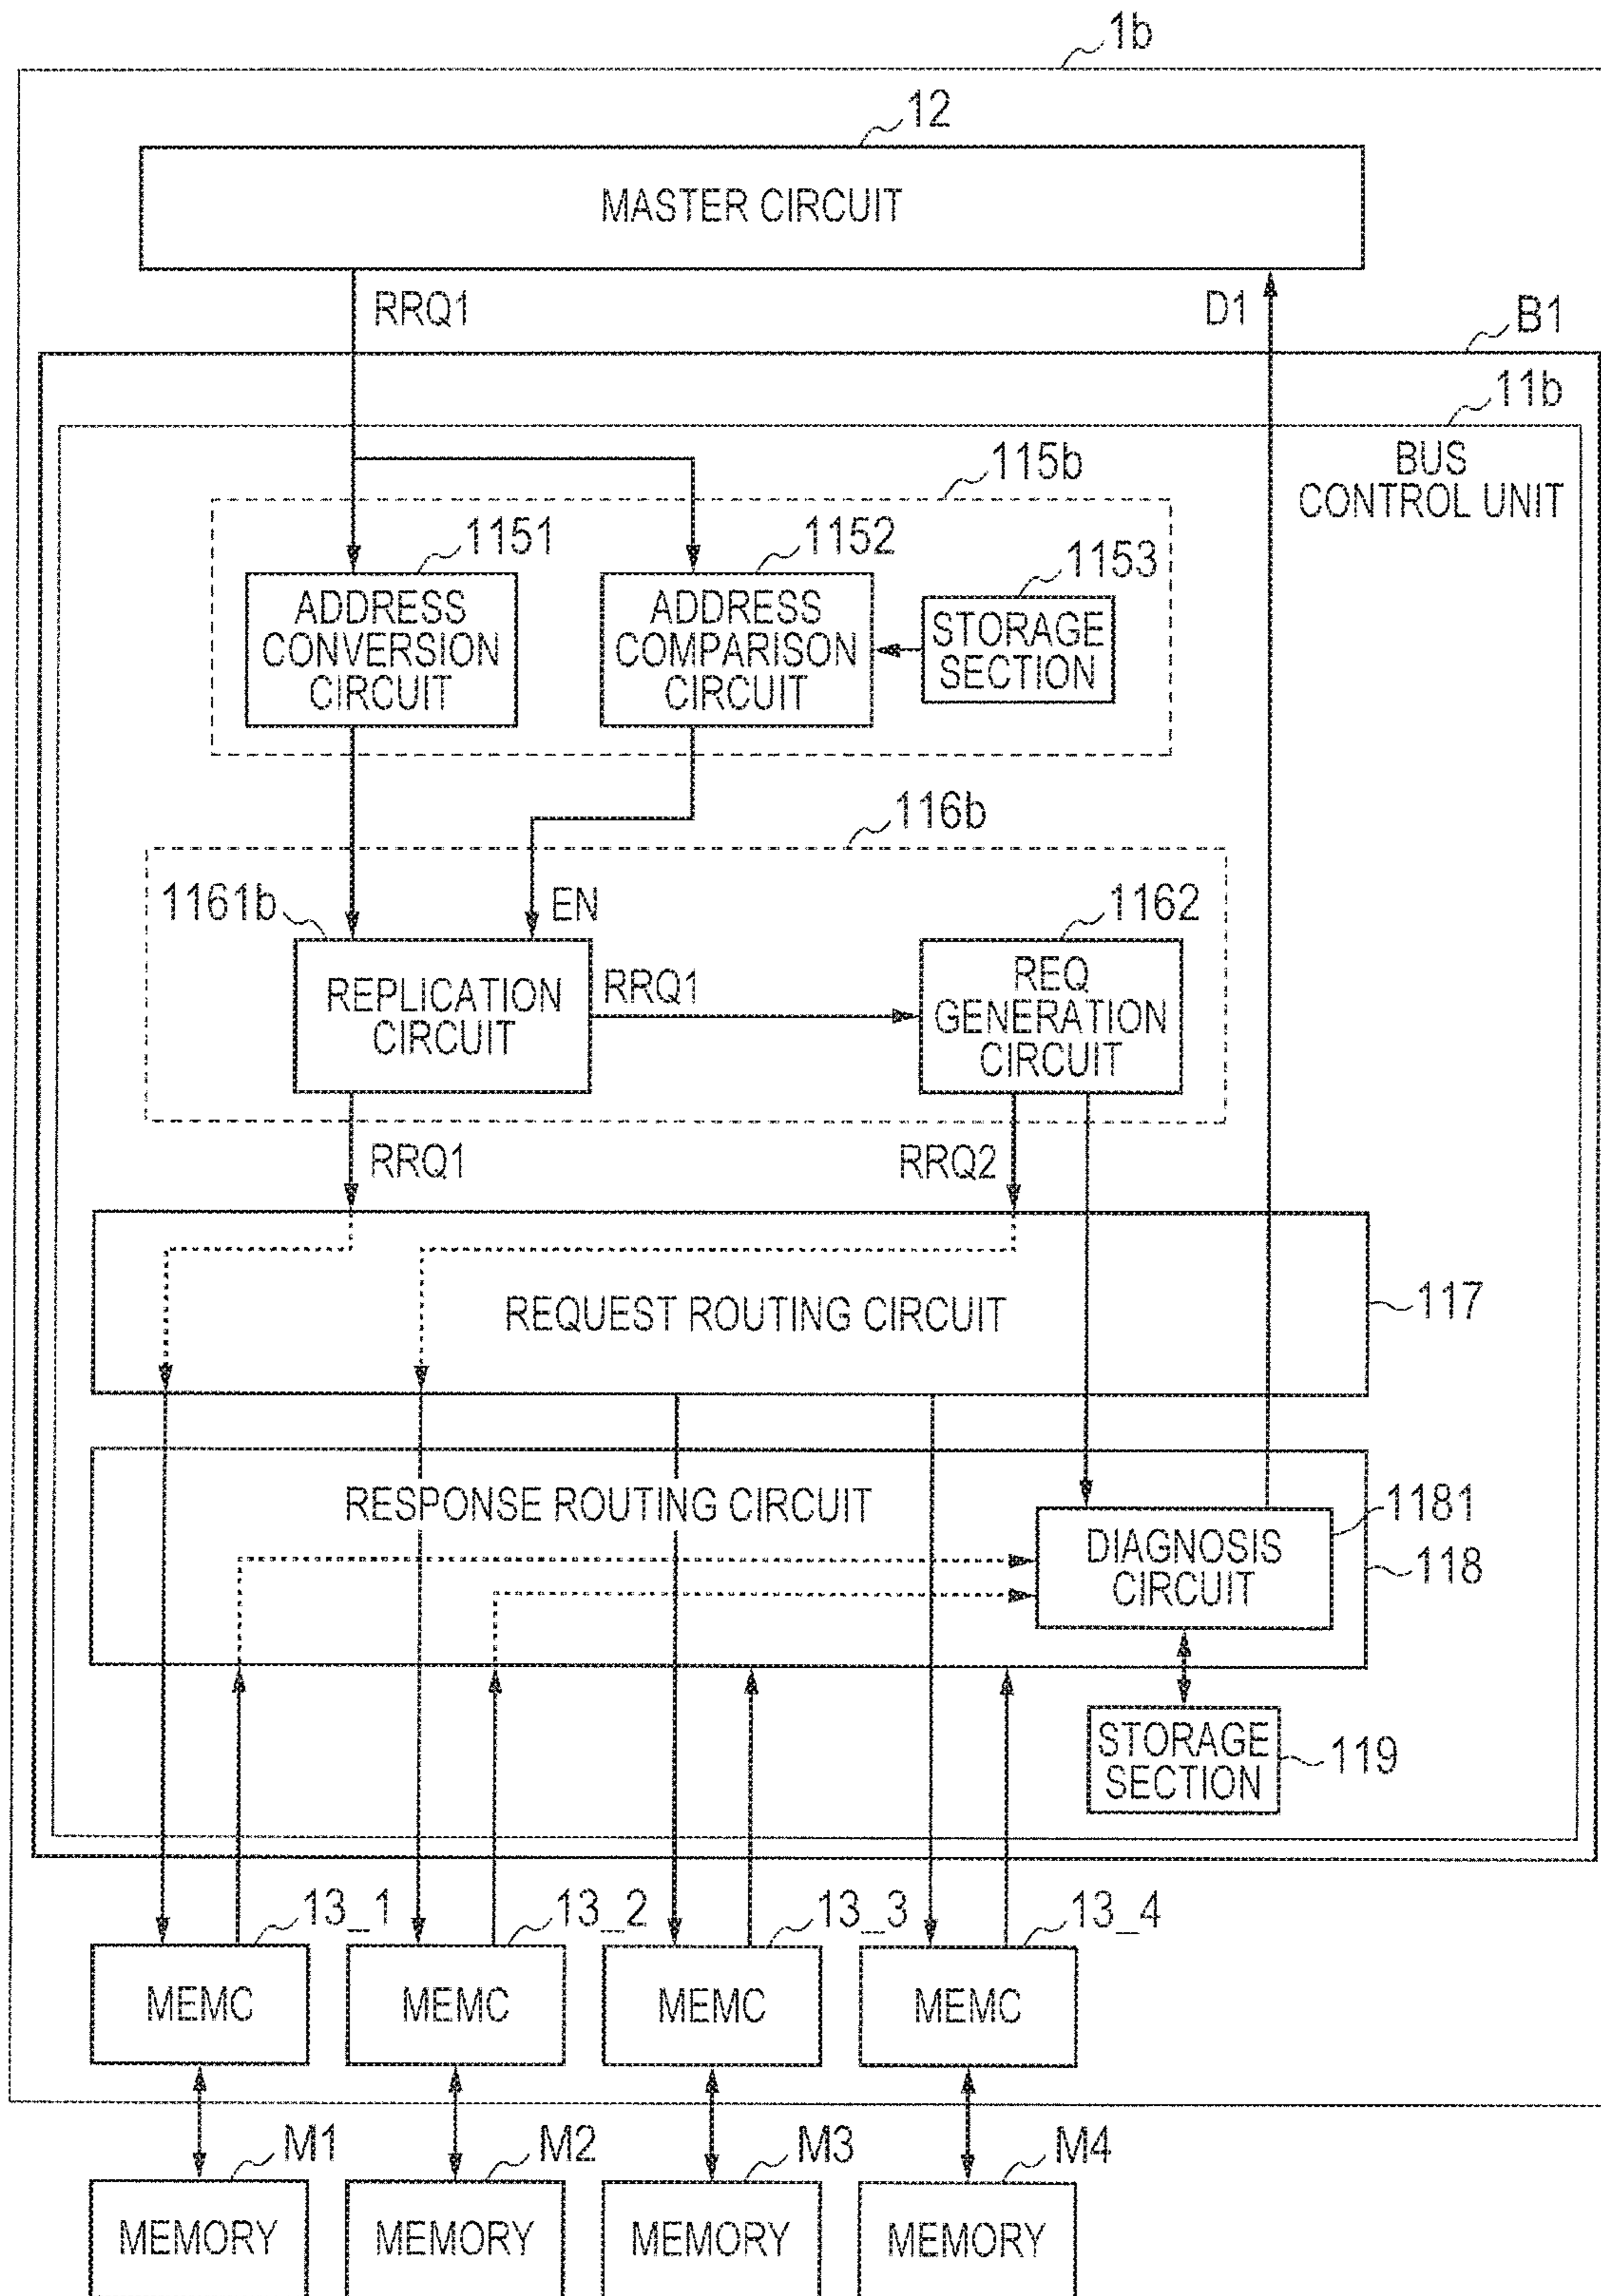 1b
12
MASTER CIRCUIT
RRQ1
D1
B1
11b
BUS
CONTROL UNIT
115b
1151
1152
1153
ADDRESS
CONVERSION
CIRCUIT
ADDRESS
COMPARISON
CIRCUIT
STORAGE
SECTION
116b
1161b
EN
1162
REPLICATION
CIRCUIT
RRQ1
REQ
GENERATION
CIRCUIT
RRQ1
RRQ2
REQUEST ROUTING CIRCUIT
117
RESPONSE ROUTING CIRCUIT
1181
DIAGNOSIS
CIRCUIT
118
STORAGE
SECTION
119
13_1
13_2
13_3
13_4
MEMC
MEMC
MEMC
MEMC
M1
M2
M3
M4
MEMORY
MEMORY
MEMORY
MEMORY